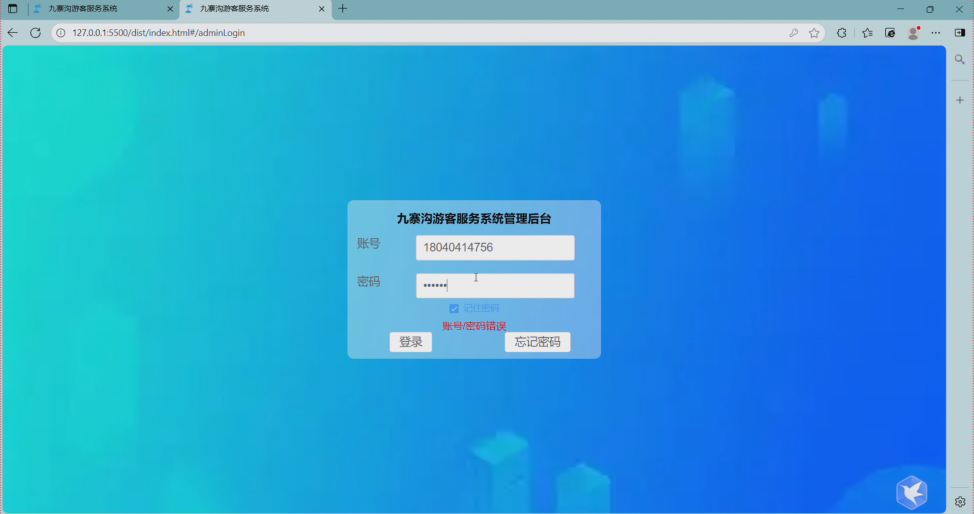 九寨沟游客服务系统
九寨沟游客服务系统
127.0.0.1:5500/dist/index.html#/adminLogin
九寨沟游客服务系统管理后台
账号
18040414756
密码
记住密码
账号/密码错误
登录
忘记密码